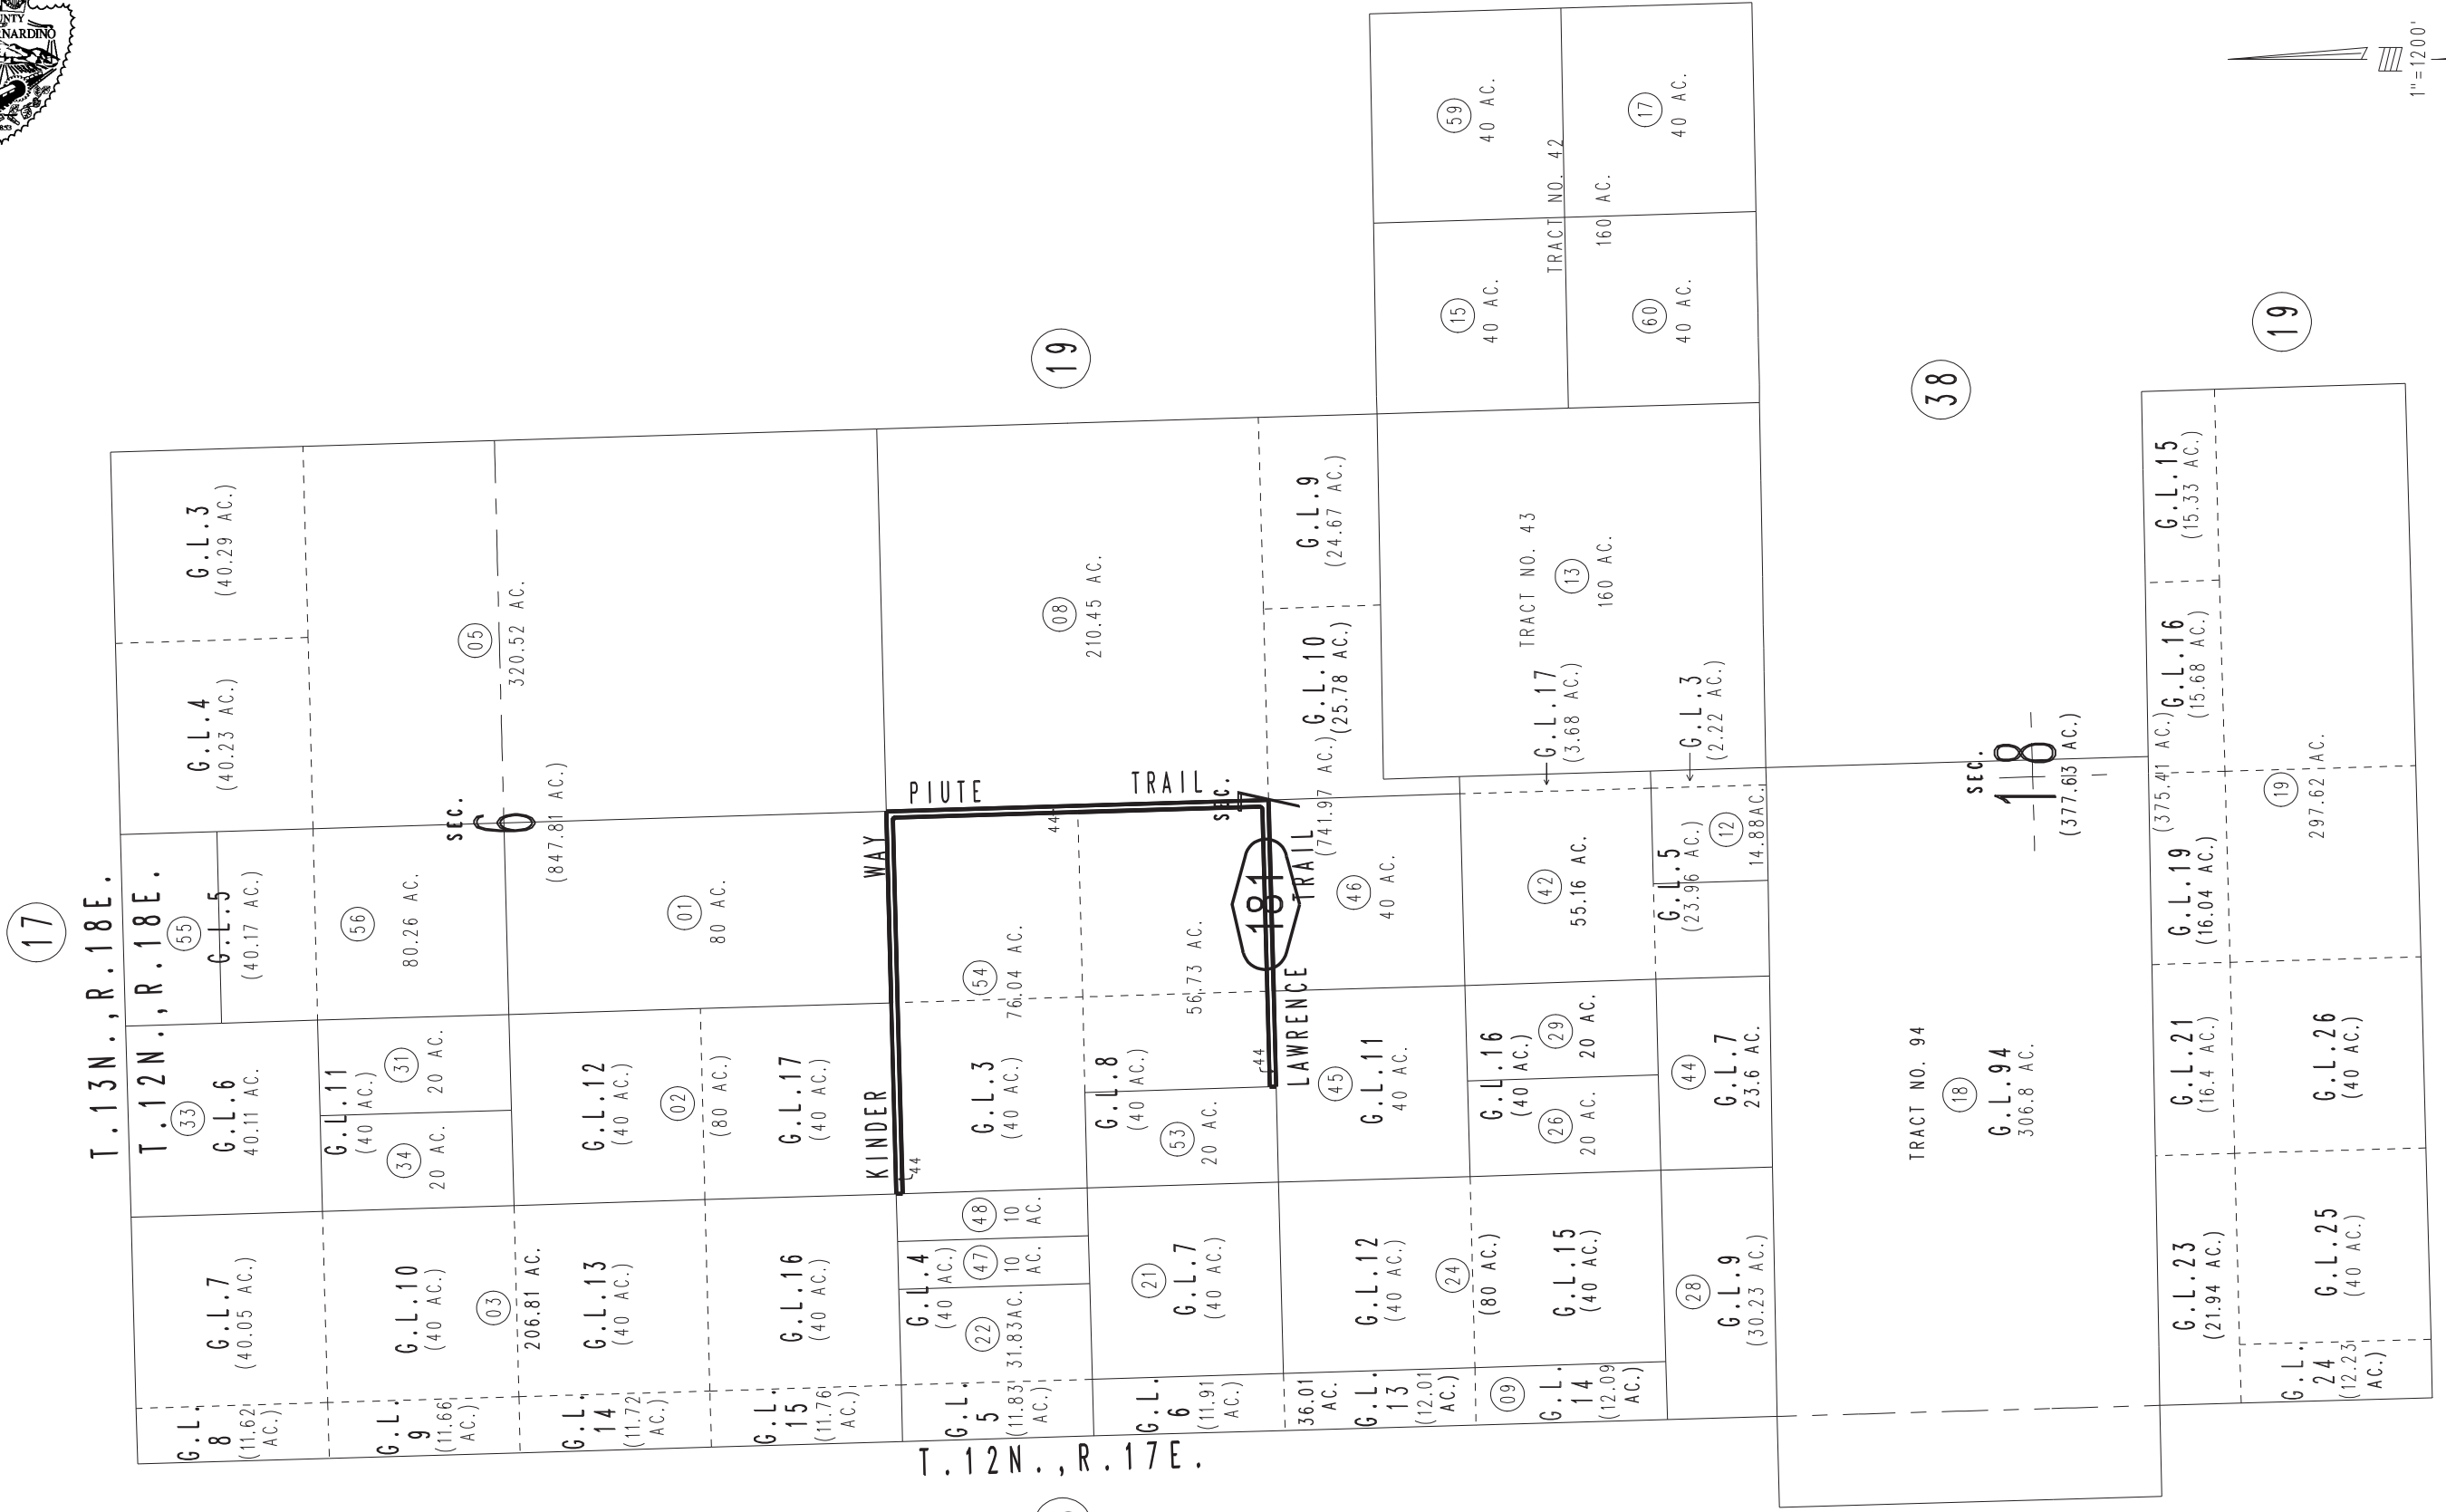 UNTY
RNARDINO
1"=1200'
17
T.13N.,R.18E.
T.12N.,R.18E.
G.L.3
(40.29 AC.)
G.L.4
(40.23 AC.)
05
320.52 AC.
SEC.
6
(847.81 AC.)
55
G.L.5
(40.17 AC.)
56
80.26 AC.
01
80 AC.
33
G.L.6
40.11 AC.
G.L.11
(40 AC.)
31
20 AC.
34
20 AC.
G.L.12
(40 AC.)
02
(80 AC.)
G.L.17
(40 AC.)
G.L.7
(40.05 AC.)
G.L.10
(40 AC.)
03
206.81 AC.
G.L.13
(40 AC.)
G.L.16
(40 AC.)
G.L.
8
(11.62
AC.)
G.L.
9
(11.66
AC.)
G.L.
14
(11.72
AC.)
G.L.
15
(11.76
AC.)
19
08
210.45 AC.
G.L.9
(24.67 AC.)
G.L.10
(25.78 AC.)
KINDER
WAY
PIUTE
TRAIL
44
44
44
SEC.
7
(741.97 AC.)
181
LAWRENCE
TRAIL
54
76.04 AC.
56.73 AC.
G.L.3
(40 AC.)
G.L.8
(40 AC.)
53
20 AC.
48
10
AC.
47
10
AC.
G.L.4
(40 AC.)
22
31.83AC.
G.L.
5
(11.83
AC.)
21
G.L.7
(40 AC.)
G.L.
6
(11.91
AC.)
46
40 AC.
42
55.16 AC.
G.L.5
(23.96 AC.)
12
14.88AC.
45
G.L.11
40 AC.
G.L.16
(40 AC.)
29
20 AC.
26
20 AC.
44
G.L.7
23.6 AC.
G.L.12
(40 AC.)
24
(80 AC.)
G.L.15
(40 AC.)
28
G.L.9
(30.23 AC.)
36.01
AC.
G.L.
13
(12.01
AC.)
09
G.L.
14
(12.09
AC.)
T.12N.,R.17E.
59
40 AC.
17
40 AC.
TRACT NO. 42
160 AC.
15
40 AC.
60
40 AC.
TRACT NO. 43
13
160 AC.
G.L.17
(3.68 AC.)
G.L.3
(2.22 AC.)
38
SEC.
18
(377.63 AC.)
TRACT NO. 94
18
G.L.94
306.8 AC.
19
G.L.15
(15.33 AC.)
G.L.16
(15.68 AC.)
(375.41 AC.)
G.L.19
(16.04 AC.)
19
297.62 AC.
G.L.21
(16.4 AC.)
G.L.26
(40 AC.)
G.L.23
(21.94 AC.)
G.L.25
(40 AC.)
G.L.
24
(12.23
AC.)